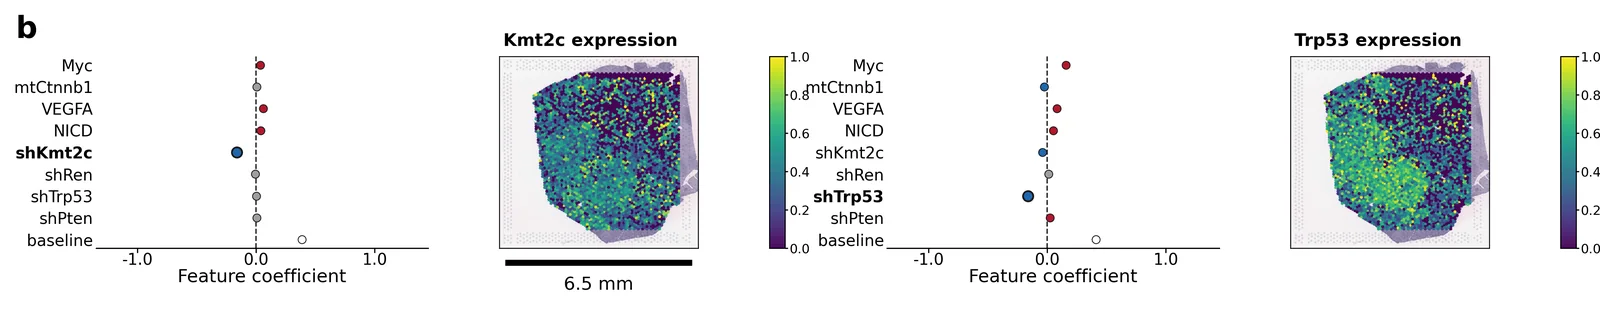 b
Kmt2c expression
Trp53 expression
Myc
mtCtnnb1
VEGFA
NICD
shKmt2c
shRen
shTrp53
shPten
baseline
-1.0
0.0
1.0
Feature coefficient
6.5 mm
1.0
0.8
0.6
0.4
0.2
0.0
Myc
mtCtnnb1
VEGFA
NICD
shKmt2c
shRen
shTrp53
shPten
baseline
-1.0
0.0
1.0
Feature coefficient
1.0
0.8
0.6
0.4
0.2
0.0